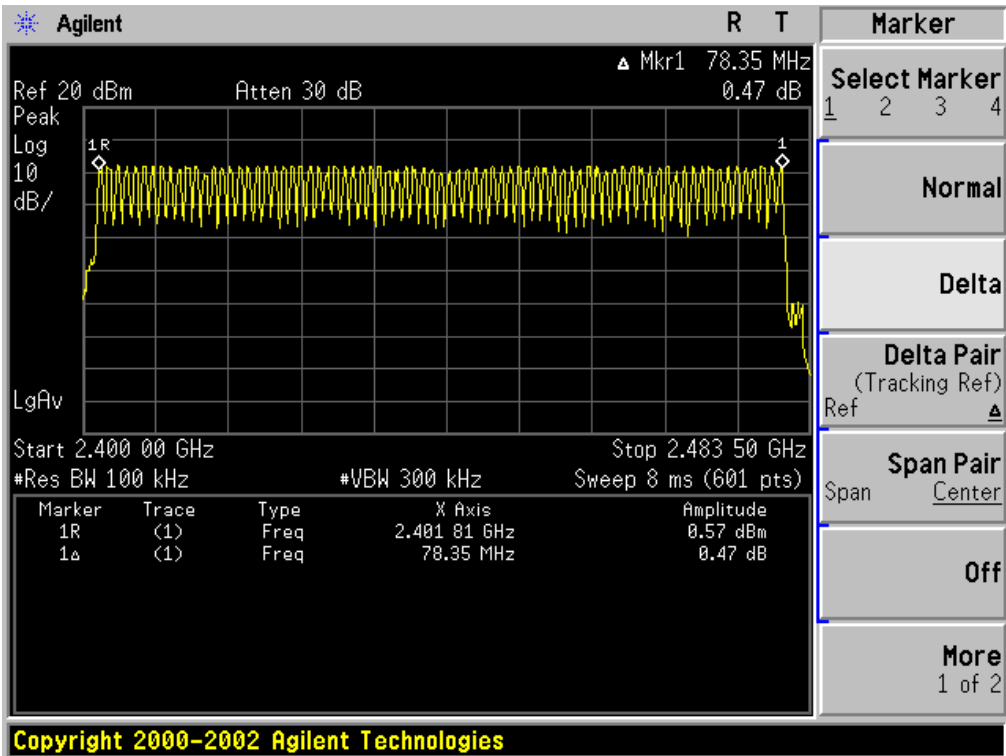 Agilent R T
Δ Mkr1 78.35 MHz
Ref 20 dBm Atten 30 dB 0.47 dB
Peak
Log
10
dB/
1R
1
LgAv
Start 2.400 00 GHz Stop 2.483 50 GHz
#Res BW 100 kHz #VBW 300 kHz Sweep 8 ms (601 pts)
Marker Trace Type X Axis Amplitude
1R (1) Freq 2.401 81 GHz 0.57 dBm
1Δ (1) Freq 78.35 MHz 0.47 dB
Marker
Select Marker
1 2 3 4
Normal
Delta
Delta Pair
(Tracking Ref)
Ref Δ
Span Pair
Span Center
Off
More
1 of 2
Copyright 2000-2002 Agilent Technologies